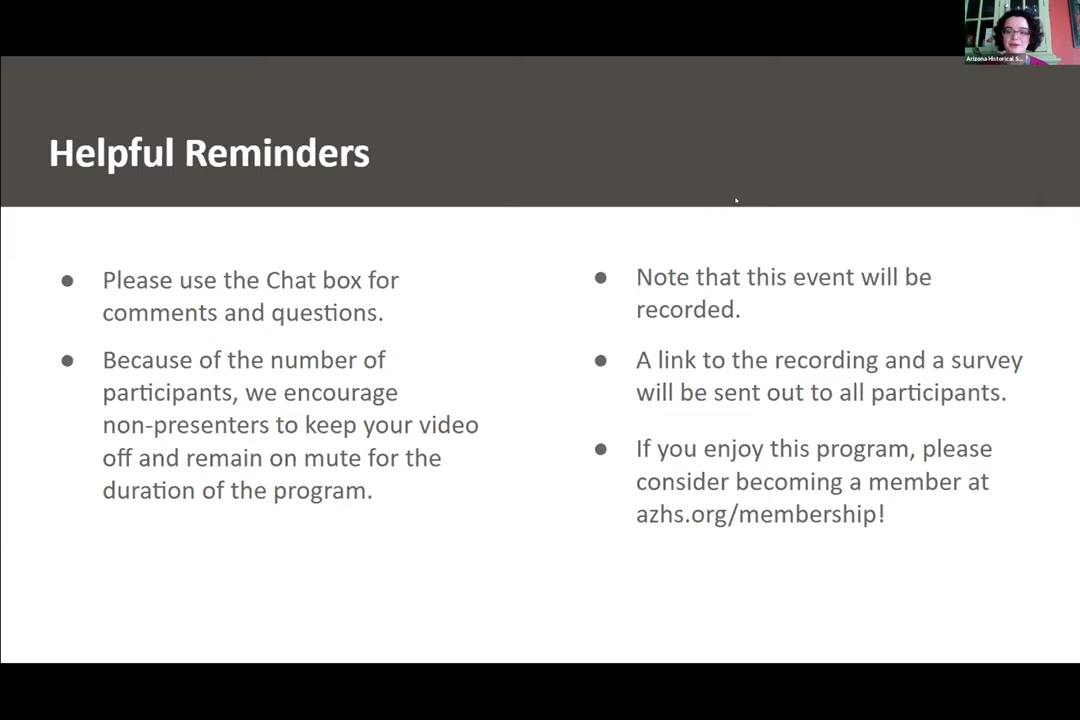 Arizona Historical S...
Helpful Reminders
● Please use the Chat box for
comments and questions.
● Because of the number of
participants, we encourage
non-presenters to keep your video
off and remain on mute for the
duration of the program.
● Note that this event will be
recorded.
● A link to the recording and a survey
will be sent out to all participants.
● If you enjoy this program, please
consider becoming a member at
azhs.org/membership!